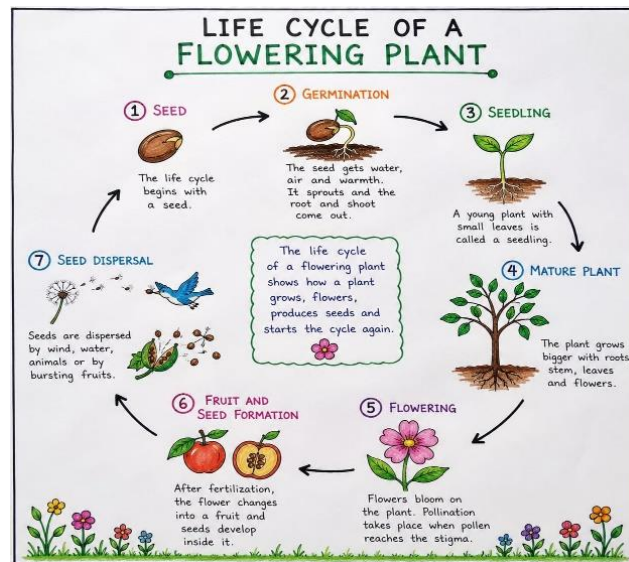 LIFE CYCLE OF A
FLOWERING PLANT
1 SEED
The life cycle
begins with
a seed.
2 GERMINATION
The seed gets water,
air and warmth.
It sprouts and the
root and shoot
come out.
3 SEEDLING
A young plant with
small leaves is
called a seedling.
4 MATURE PLANT
The plant grows
bigger with roots
stem, leaves
and flowers.
5 FLOWERING
Flowers bloom on
the plant. Pollination
takes place when pollen
reaches the stigma.
6 FRUIT AND
SEED FORMATION
After fertilization,
the flower changes
into a fruit and
seeds develop
inside it.
7 SEED DISPERSAL
Seeds are dispersed
by wind, water,
animals or by
bursting fruits.
The life cycle
of a flowering plant
shows how a plant
grows, flowers,
produces seeds and
starts the cycle again.